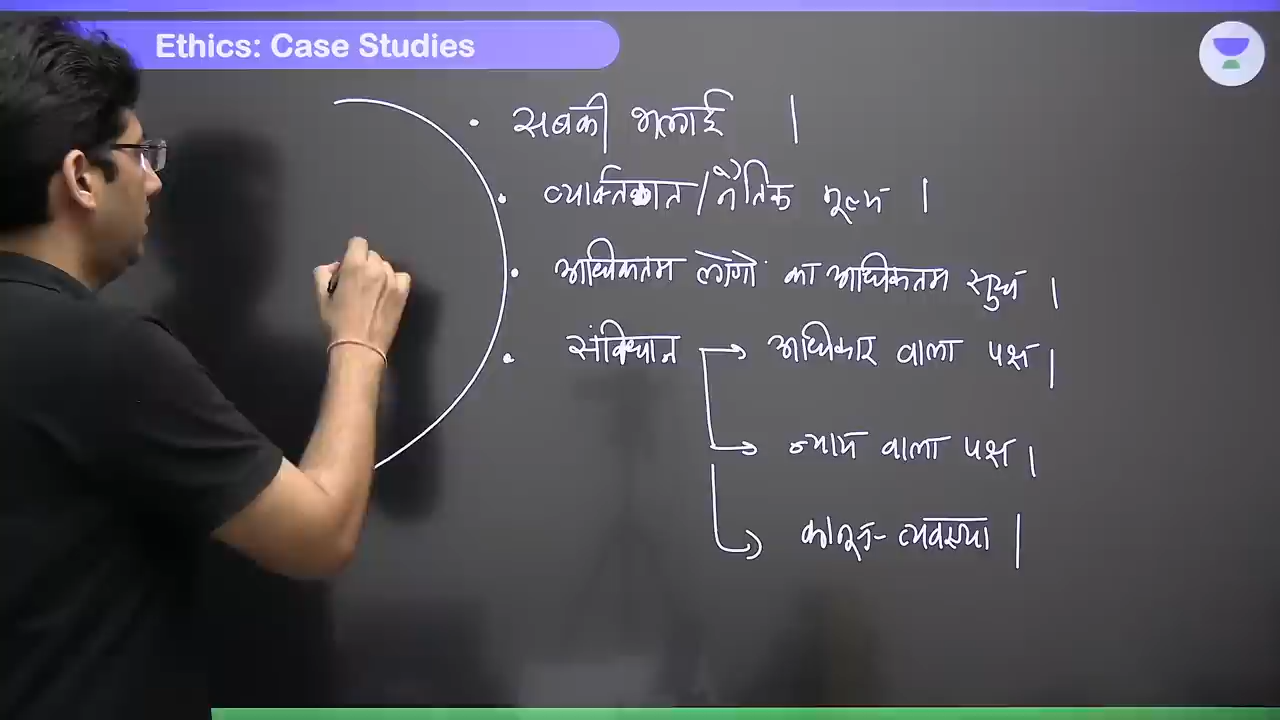 Ethics: Case Studies
सबकी भलाई ।
व्यक्तिगत/नैतिक मूल्य ।
अधिकतम लोगों का अधिकतम सुख ।
संविधान → अधिकार वाला पक्ष ।
→ न्याय वाला पक्ष ।
→ कानून-व्यवस्था ।